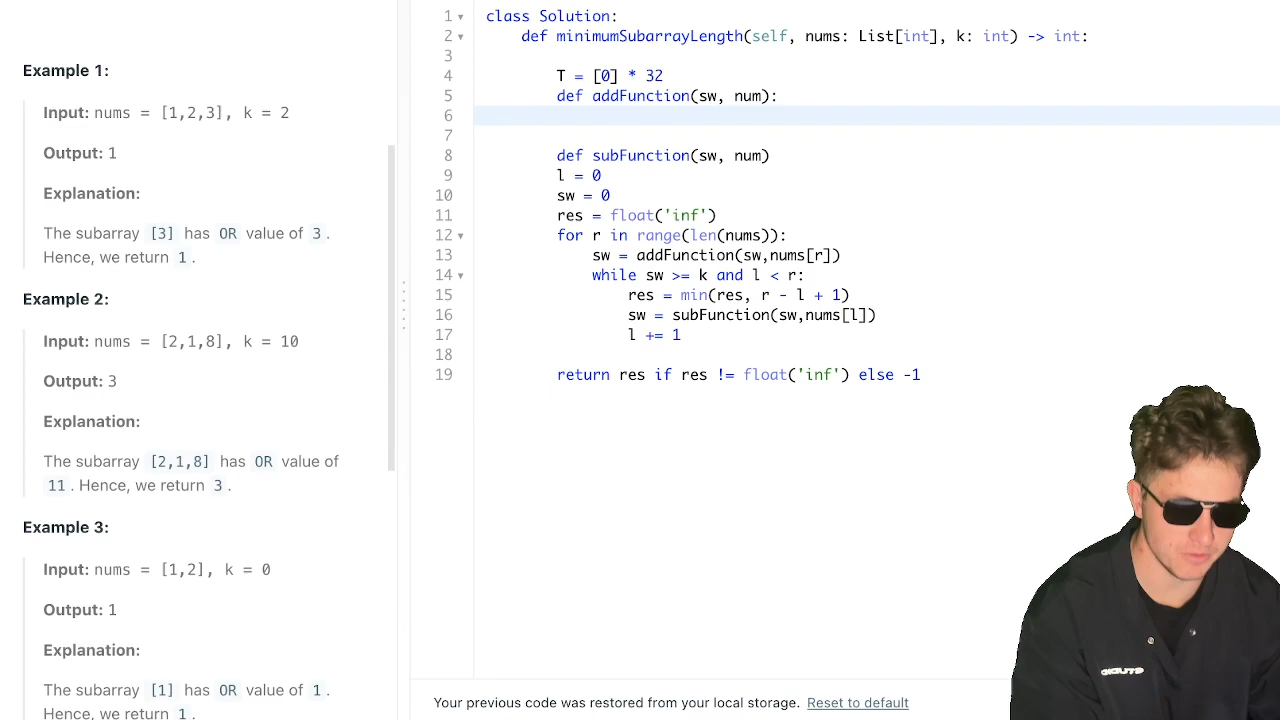 Example 1:
Input: nums = [1,2,3], k = 2
Output: 1
Explanation:
The subarray [3] has OR value of 3.
Hence, we return 1.
Example 2:
Input: nums = [2,1,8], k = 10
Output: 3
Explanation:
The subarray [2,1,8] has OR value of
11. Hence, we return 3.
Example 3:
Input: nums = [1,2], k = 0
Output: 1
Explanation:
The subarray [1] has OR value of 1.
Hence, we return 1.
1 class Solution:
2 def minimumSubarrayLength(self, nums: List[int], k: int) -> int:
3
4 T = [0] * 32
5 def addFunction(sw, num):
6
7
8 def subFunction(sw, num)
9 l = 0
10 sw = 0
11 res = float('inf')
12 for r in range(len(nums)):
13 sw = addFunction(sw,nums[r])
14 while sw >= k and l < r:
15 res = min(res, r - l + 1)
16 sw = subFunction(sw,nums[l])
17 l += 1
18
19 return res if res != float('inf') else -1
Your previous code was restored from your local storage. Reset to default